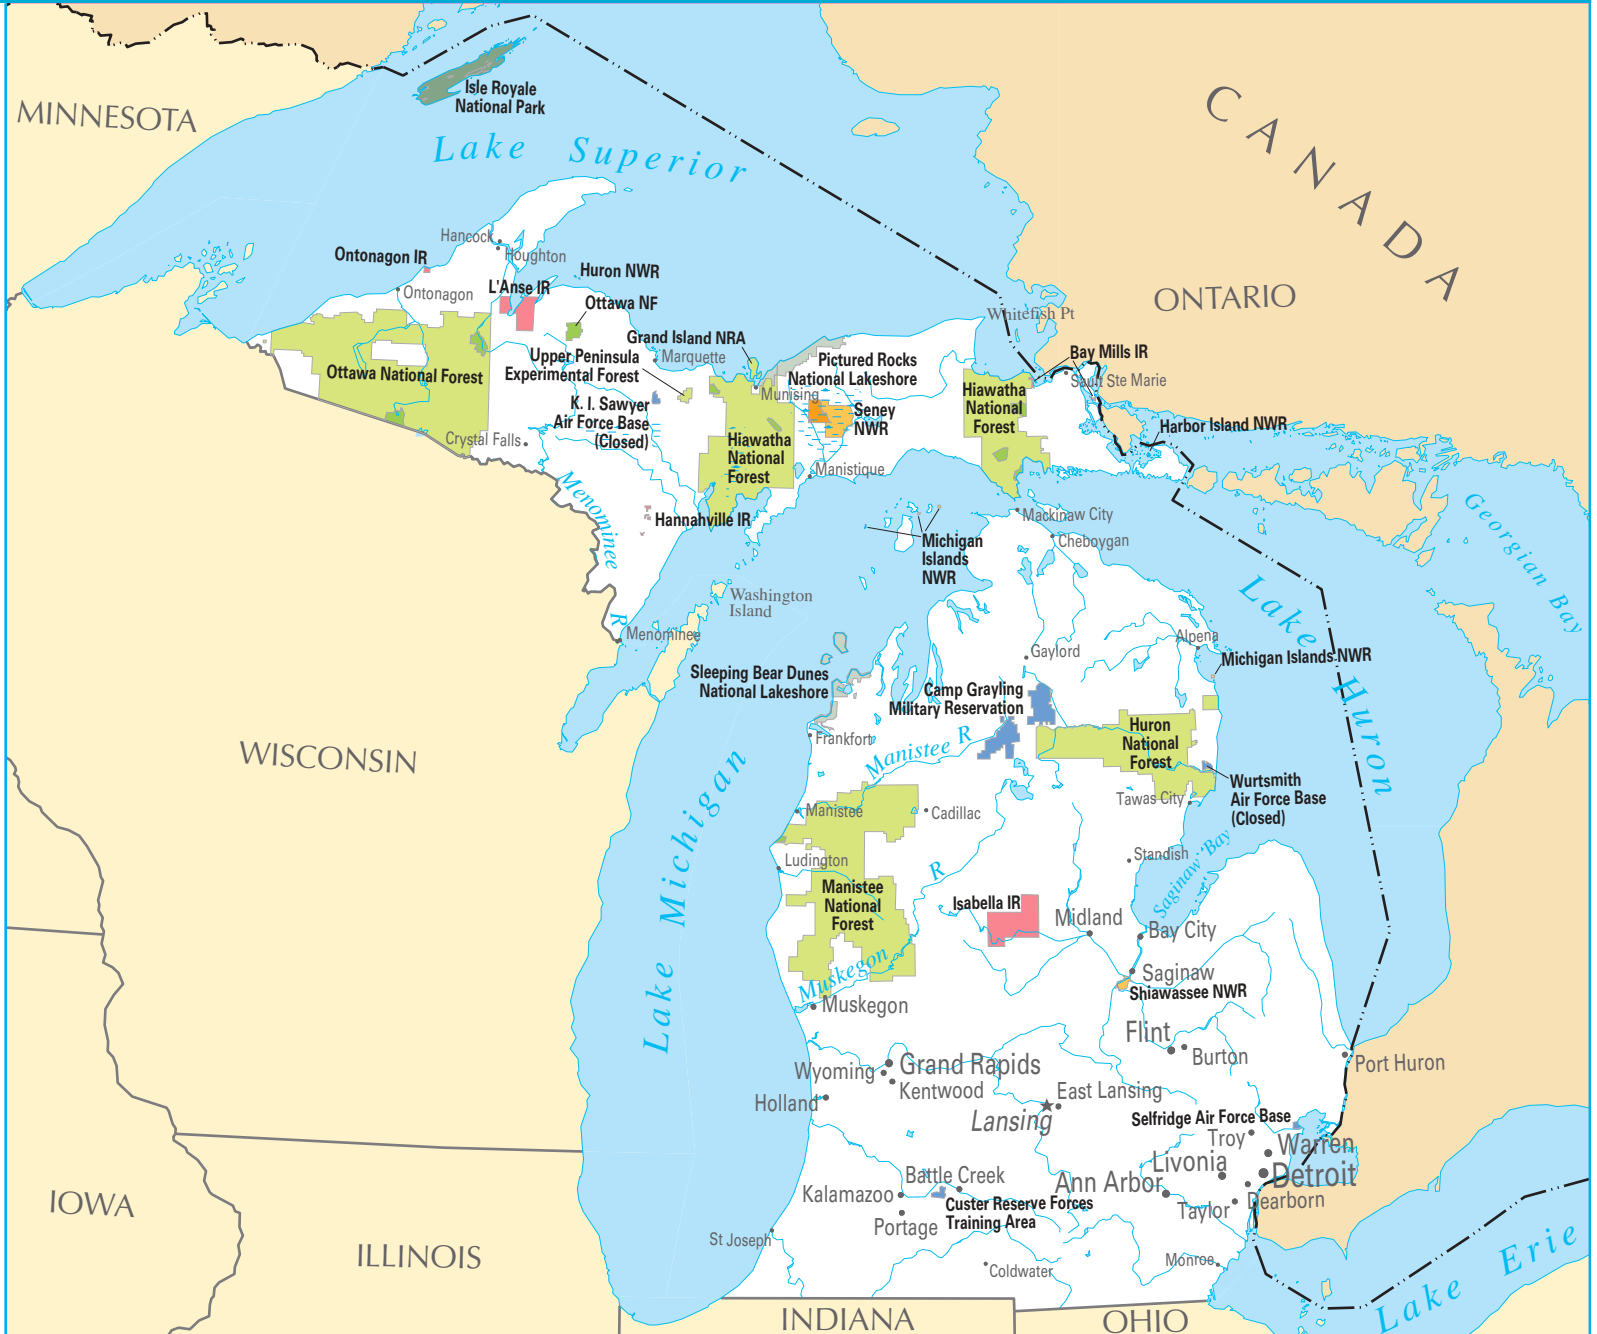 Isle Royale
National Park
MINNESOTA
CANADA
Lake Superior
Hancock
Houghton
Ontonagon IR
Huron NWR
L'Anse IR
Ontonagon
Ottawa NF
ONTARIO
Whitefish Pt
Grand Island NRA
Marquette
Upper Peninsula
Experimental Forest
Pictured Rocks
National Lakeshore
Bay Mills IR
Sault Ste Marie
Ottawa National Forest
Munising
Hiawatha
National
Forest
K. I. Sawyer
Air Force Base
(Closed)
Seney
NWR
Harbor Island NWR
Crystal Falls
Hiawatha
National
Forest
Manistique
Menominee R
Hannahville IR
Mackinaw City
Cheboygan
Michigan
Islands
NWR
Georgian Bay
Washington
Island
Lake Huron
Menominee
Alpena
Gaylord
Michigan Islands NWR
Sleeping Bear Dunes
National Lakeshore
Camp Grayling
Military Reservation
Huron
National
Forest
Frankfort
Manistee R
WISCONSIN
Wurtsmith
Air Force Base
(Closed)
Tawas City
Manistee
Cadillac
Lake Michigan
Standish
Saginaw Bay
Ludington
Manistee
National
Forest
Isabella IR
Midland
Bay City
Muskegon R
Saginaw
Shiawassee NWR
Muskegon
Flint
Burton
Port Huron
Grand Rapids
Wyoming
Kentwood
Holland
East Lansing
Lansing
Selfridge Air Force Base
Troy
Warren
Livonia
Detroit
Ann Arbor
Dearborn
Taylor
Battle Creek
Kalamazoo
Custer Reserve Forces
Training Area
Portage
IOWA
ILLINOIS
St Joseph
Coldwater
Monroe
Lake Erie
INDIANA
OHIO